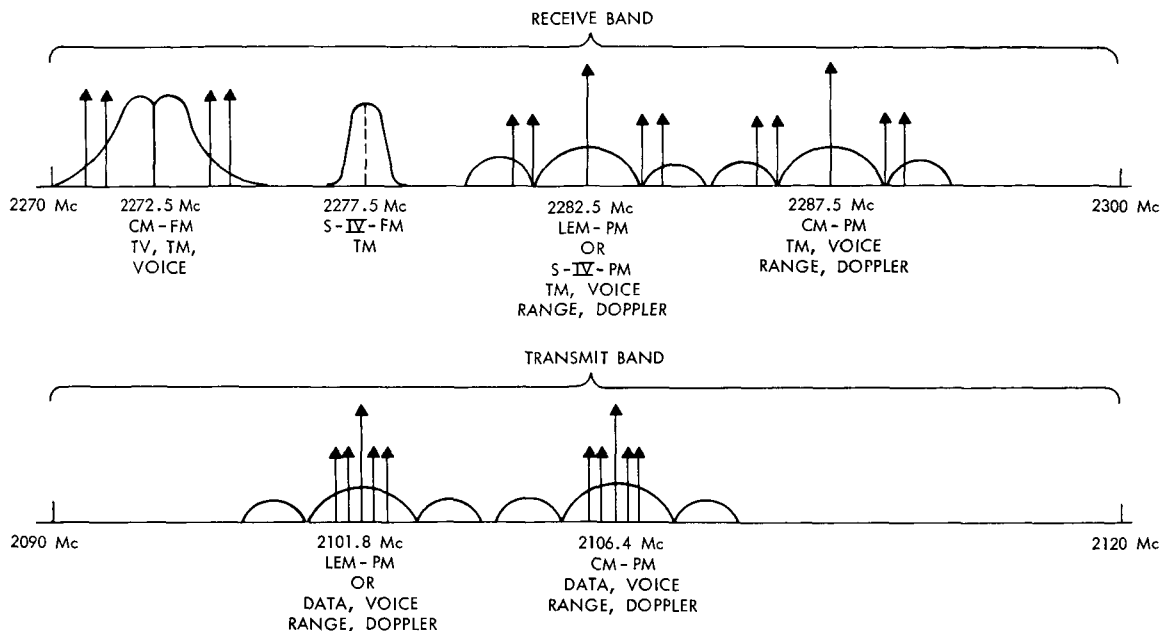 RECEIVE BAND
2270 Mc
2272.5 Mc
CM-FM
TV, TM,
VOICE
2277.5 Mc
S-IV-FM
TM
2282.5 Mc
LEM-PM
OR
S-IV-PM
TM, VOICE
RANGE, DOPPLER
2287.5 Mc
CM-PM
TM, VOICE
RANGE, DOPPLER
2300 Mc
TRANSMIT BAND
2090 Mc
2101.8 Mc
LEM-PM
OR
DATA, VOICE
RANGE, DOPPLER
2106.4 Mc
CM-PM
DATA, VOICE
RANGE, DOPPLER
2120 Mc